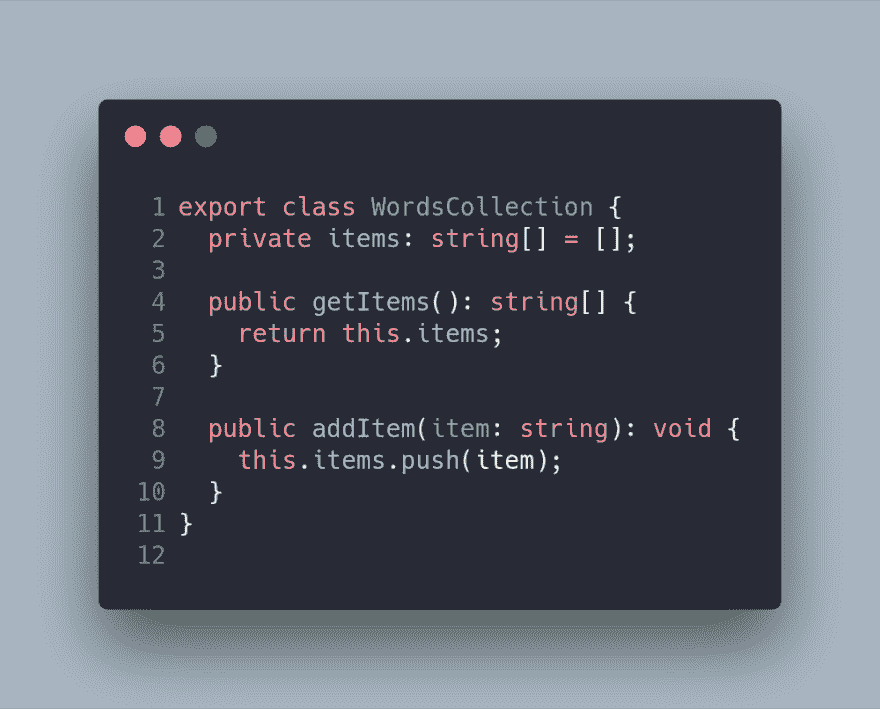 1 export class WordsCollection {
2   private items: string[] = [];
3
4   public getItems(): string[] {
5     return this.items;
6   }
7
8   public addItem(item: string): void {
9     this.items.push(item);
10   }
11 }
12